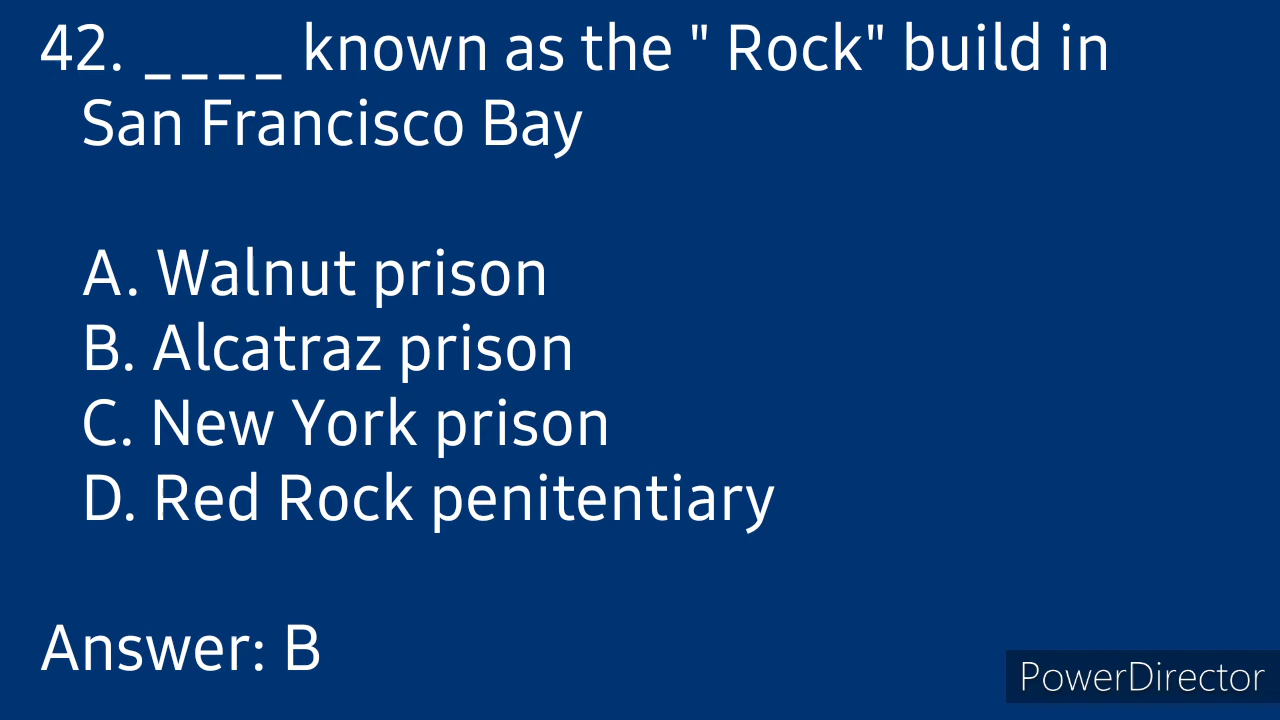 42. ____ known as the " Rock" build in
San Francisco Bay
A. Walnut prison
B. Alcatraz prison
C. New York prison
D. Red Rock penitentiary
Answer: B
PowerDirector